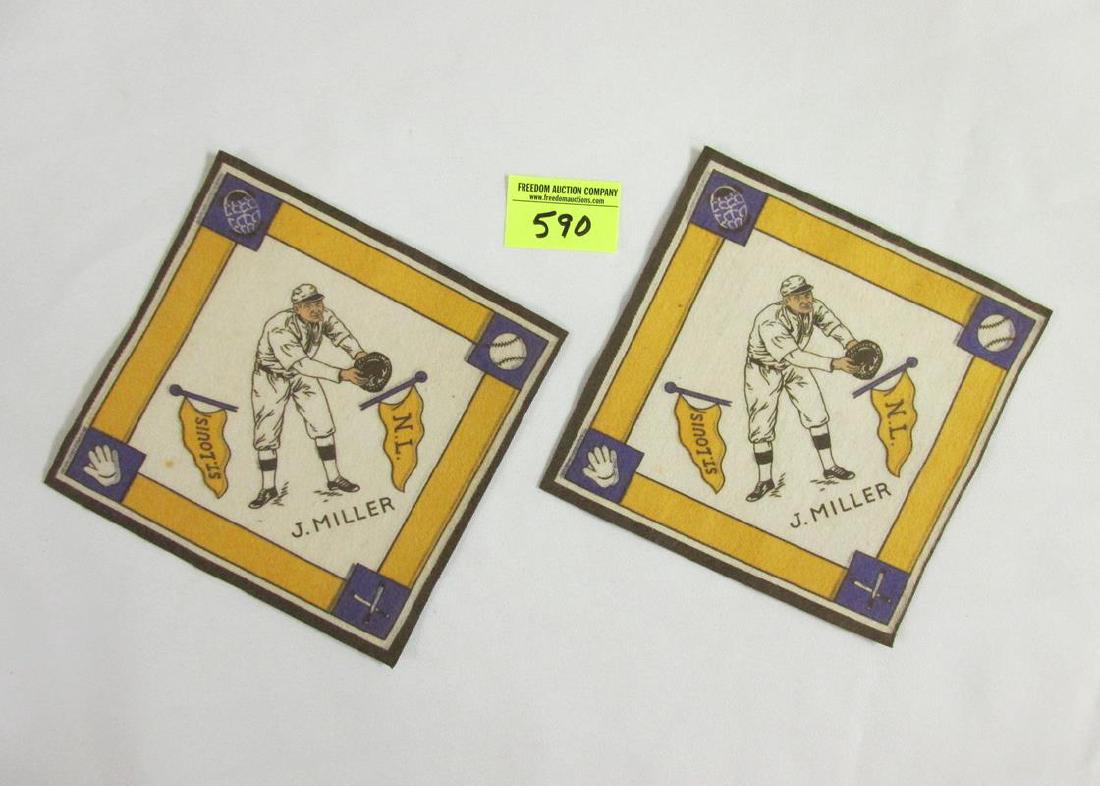 FREEDOM AUCTION COMPANY
www.freedomauctions.com
590
ST. LOUIS
N.L.
J. MILLER
ST. LOUIS
N.L.
J. MILLER